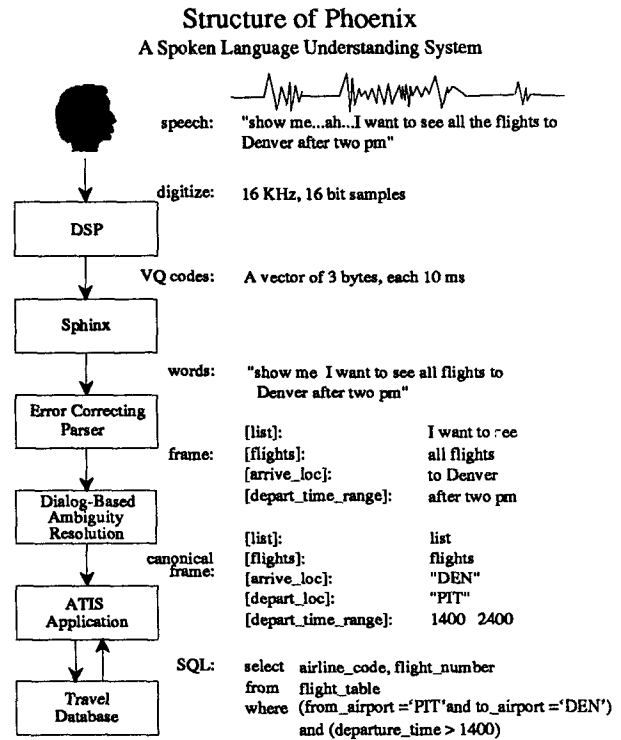 Structure of Phoenix
A Spoken Language Understanding System
speech: "show me...ah...I want to see all the flights to
Denver after two pm"
digitize: 16 KHz, 16 bit samples
DSP
VQ codes: A vector of 3 bytes, each 10 ms
Sphinx
words: "show me I want to see all flights to
Denver after two pm"
Error Correcting
Parser
frame:
[list]: I want to see
[flights]: all flights
[arrive_loc]: to Denver
[depart_time_range]: after two pm
Dialog-Based
Ambiguity
Resolution
canonical
frame:
[list]: list
[flights]: flights
[arrive_loc]: "DEN"
[depart_loc]: "PIT"
[depart_time_range]: 1400 2400
ATIS
Application
SQL: select airline_code, flight_number
from flight_table
where (from_airport ='PIT'and to_airport ='DEN')
and (departure_time > 1400)
Travel
Database